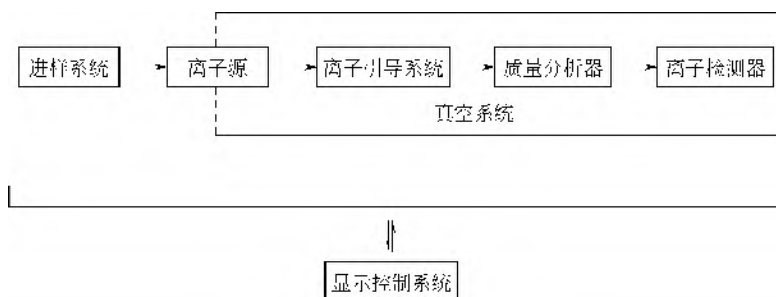 进样系统
离子源
离子引导系统
质量分析器
离子检测器
真空系统
显示控制系统